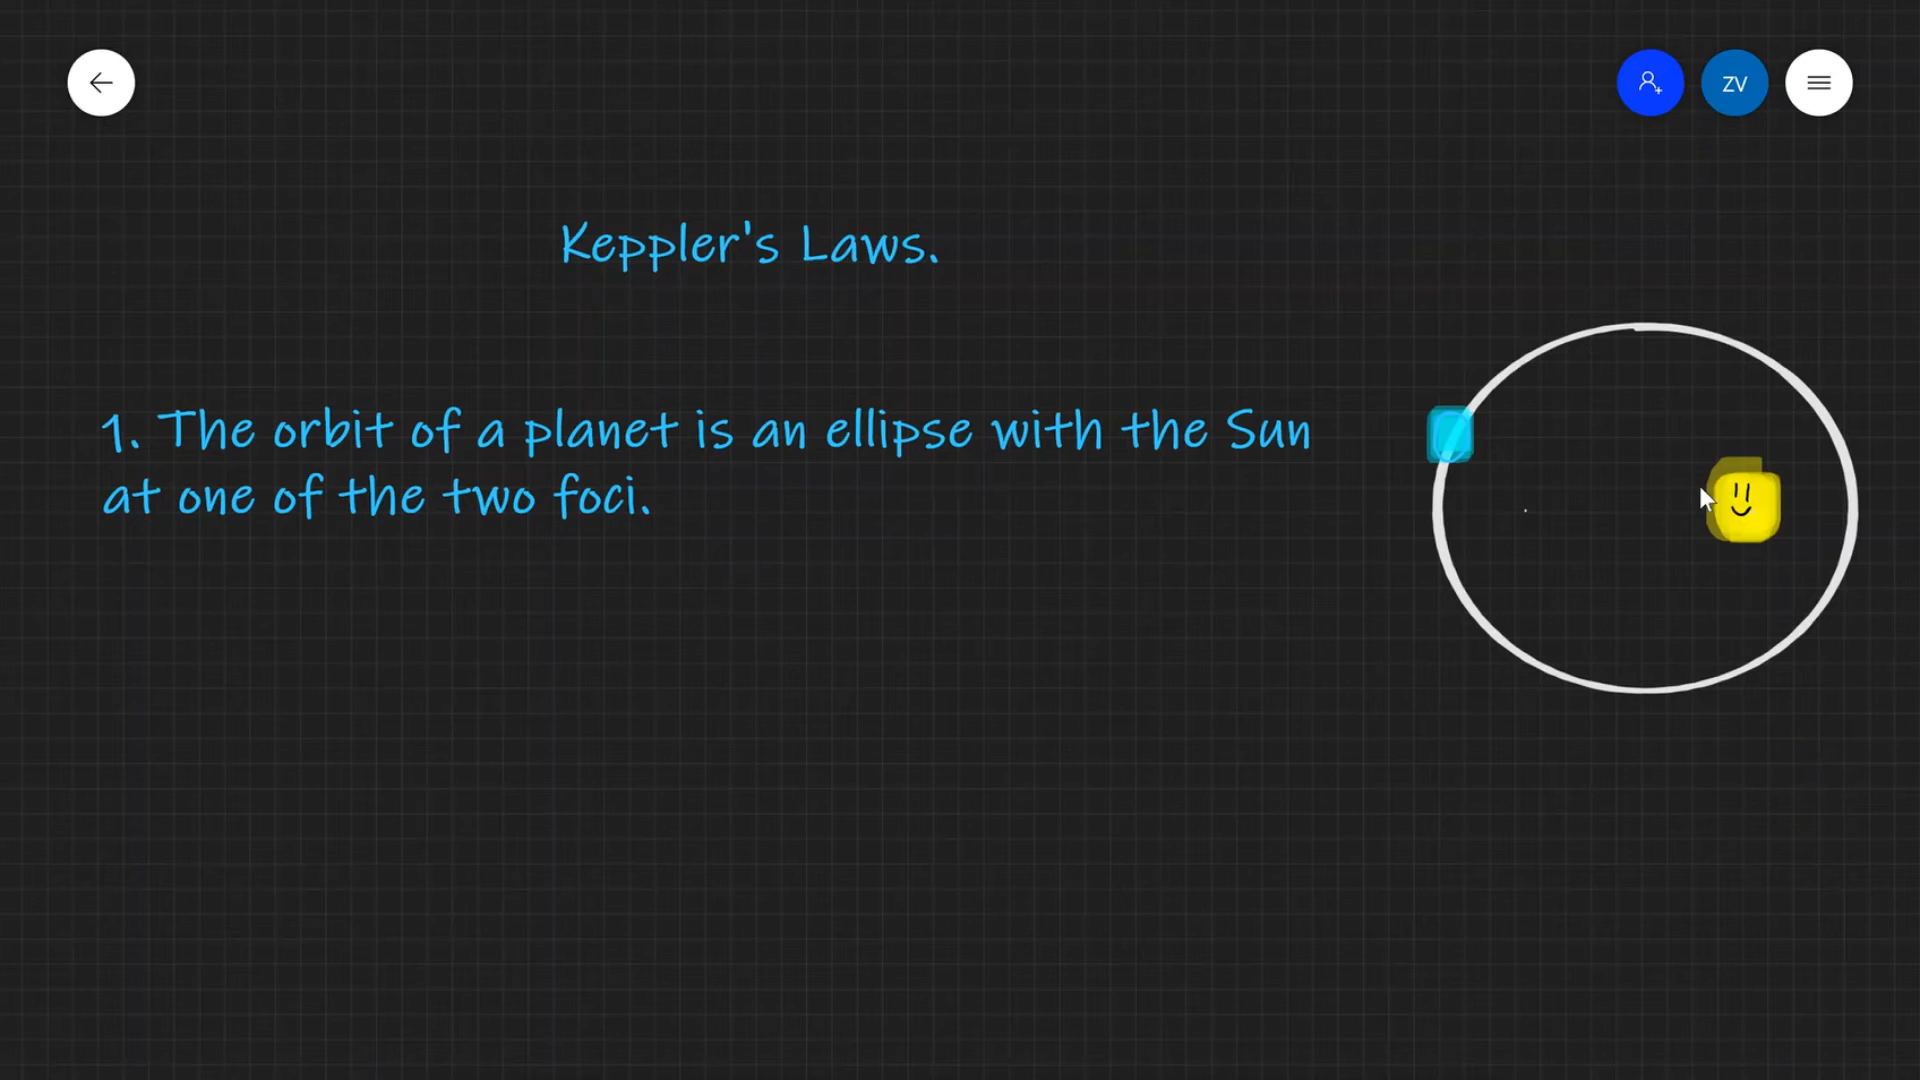 ZV
Keppler's Laws.
1. The orbit of a planet is an ellipse with the Sun
at one of the two foci.